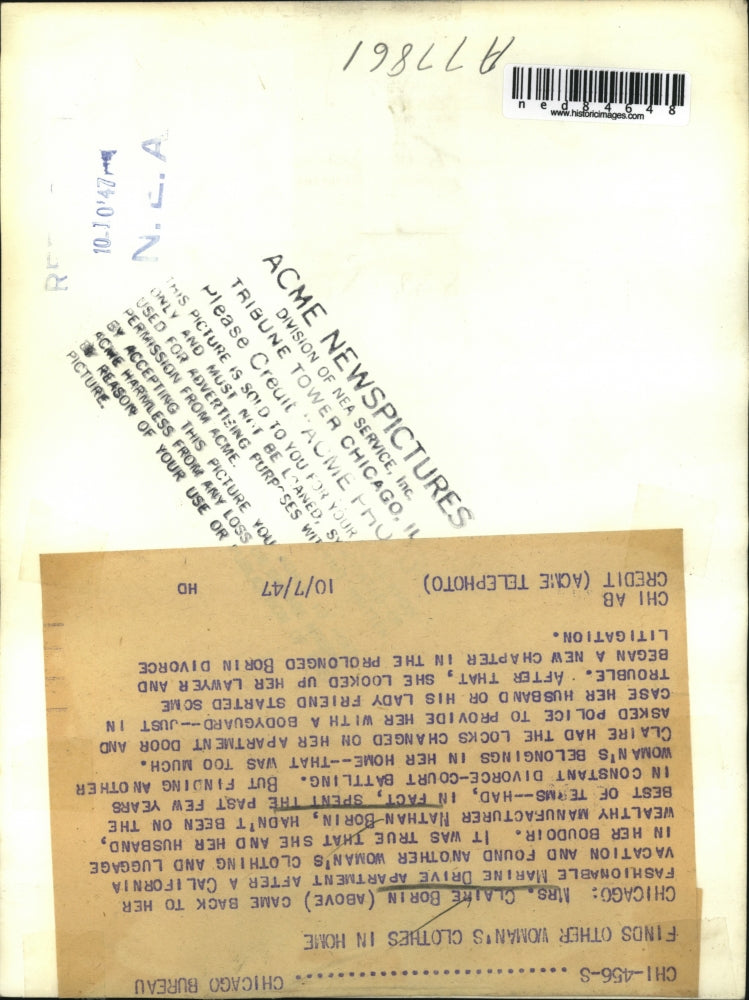 A77861
ned84648
www.historicimages.com
10-10'47
N. E. A
ACME NEWSPICTURES
DIVISION OF NEA SERVICE, Inc.
TRIBUNE TOWER CHICAGO, IL
Please Credit "ACME
THIS PICTURE IS SOLD TO YOU FOR YOUR
ONLY AND MUST NOT BE LOANED,
USED FOR ADVERTISING PURPOSES
PERMISSION FROM ACME.
BY ACCEPTING THIS PICTURE YOU
ACME HARMLESS FROM ANY LOSS
BY REASON OF YOUR USE OR
PICTURE.
CHI-456-S CHICAGO BUREAU
FINDS OTHER WOMAN'S CLOTHES IN HOME
CHICAGO: MRS. CLAIRE BORIN (ABOVE) CAME BACK TO HER
FASHIONABLE MARINE DRIVE APARTMENT AFTER A CALIFORNIA
VACATION AND FOUND ANOTHER WOMAN'S CLOTHING AND LUGGAGE
IN HER BOUDOIR. IT WAS TRUE THAT SHE AND HER HUSBAND,
WEALTHY MANUFACTURER NATHAN BORIN, HADN'T BEEN ON THE
BEST OF TERMS--HAD, IN FACT, SPENT THE PAST FEW YEARS
IN CONSTANT DIVORCE-COURT BATTLING. BUT FINDING ANOTHER
WOMAN'S BELONGINGS IN HER HOME--THAT WAS TOO MUCH.
CLAIRE HAD THE LOCKS CHANGED ON HER APARTMENT DOOR AND
ASKED POLICE TO PROVIDE HER WITH A BODYGUARD--JUST IN
CASE HER HUSBAND OR HIS LADY FRIEND STARTED SOME
TROUBLE. AFTER THAT, SHE LOOKED UP HER LAWYER AND
BEGAN A NEW CHAPTER IN THE PROLONGED BORIN DIVORCE
LITIGATION.
CHI AB
CREDIT (ACME TELEPHOTO) 10/7/47 HD